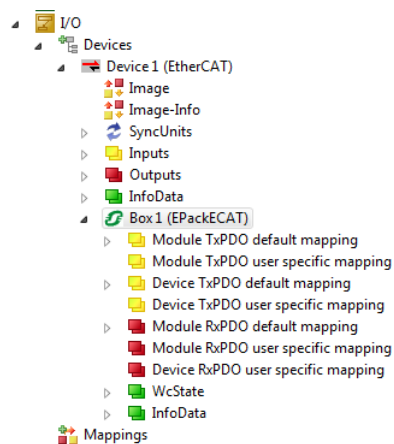 I/O
Devices
Device 1 (EtherCAT)
Image
Image-Info
SyncUnits
Inputs
Outputs
InfoData
Box 1 (EPackECAT)
Module TxPDO default mapping
Module TxPDO user specific mapping
Device TxPDO default mapping
Device TxPDO user specific mapping
Module RxPDO default mapping
Module RxPDO user specific mapping
Device RxPDO user specific mapping
WcState
InfoData
Mappings